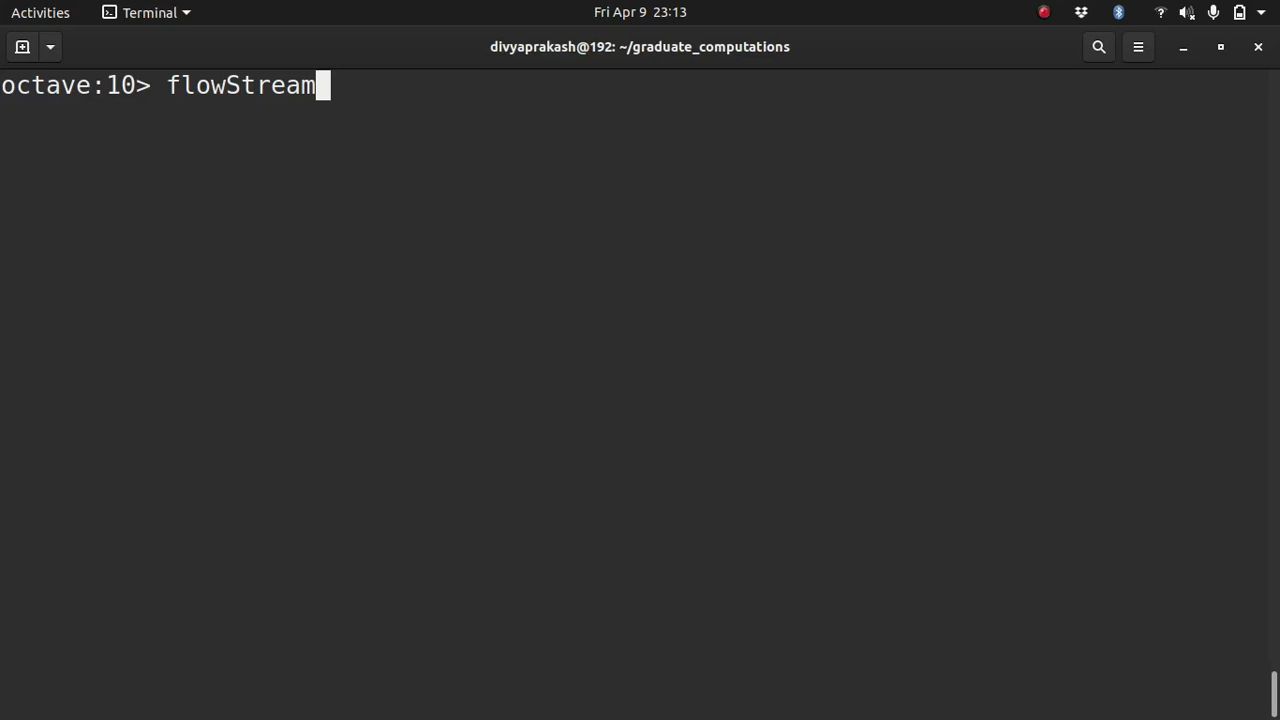 Activities Terminal Fri Apr 9 23:13
divyaprakash@192: ~/graduate_computations
octave:10> flowStream